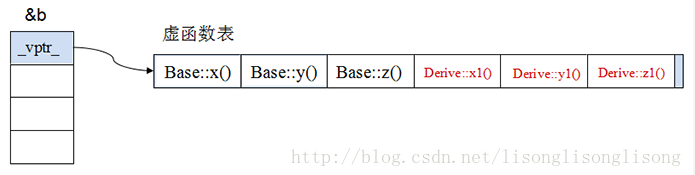 &b
虚函数表
_vptr_
Base::x() Base::y() Base::z() Derive::x1() Derive::y1() Derive::z1()
http://blog.csdn.net/lisonglisonglisong